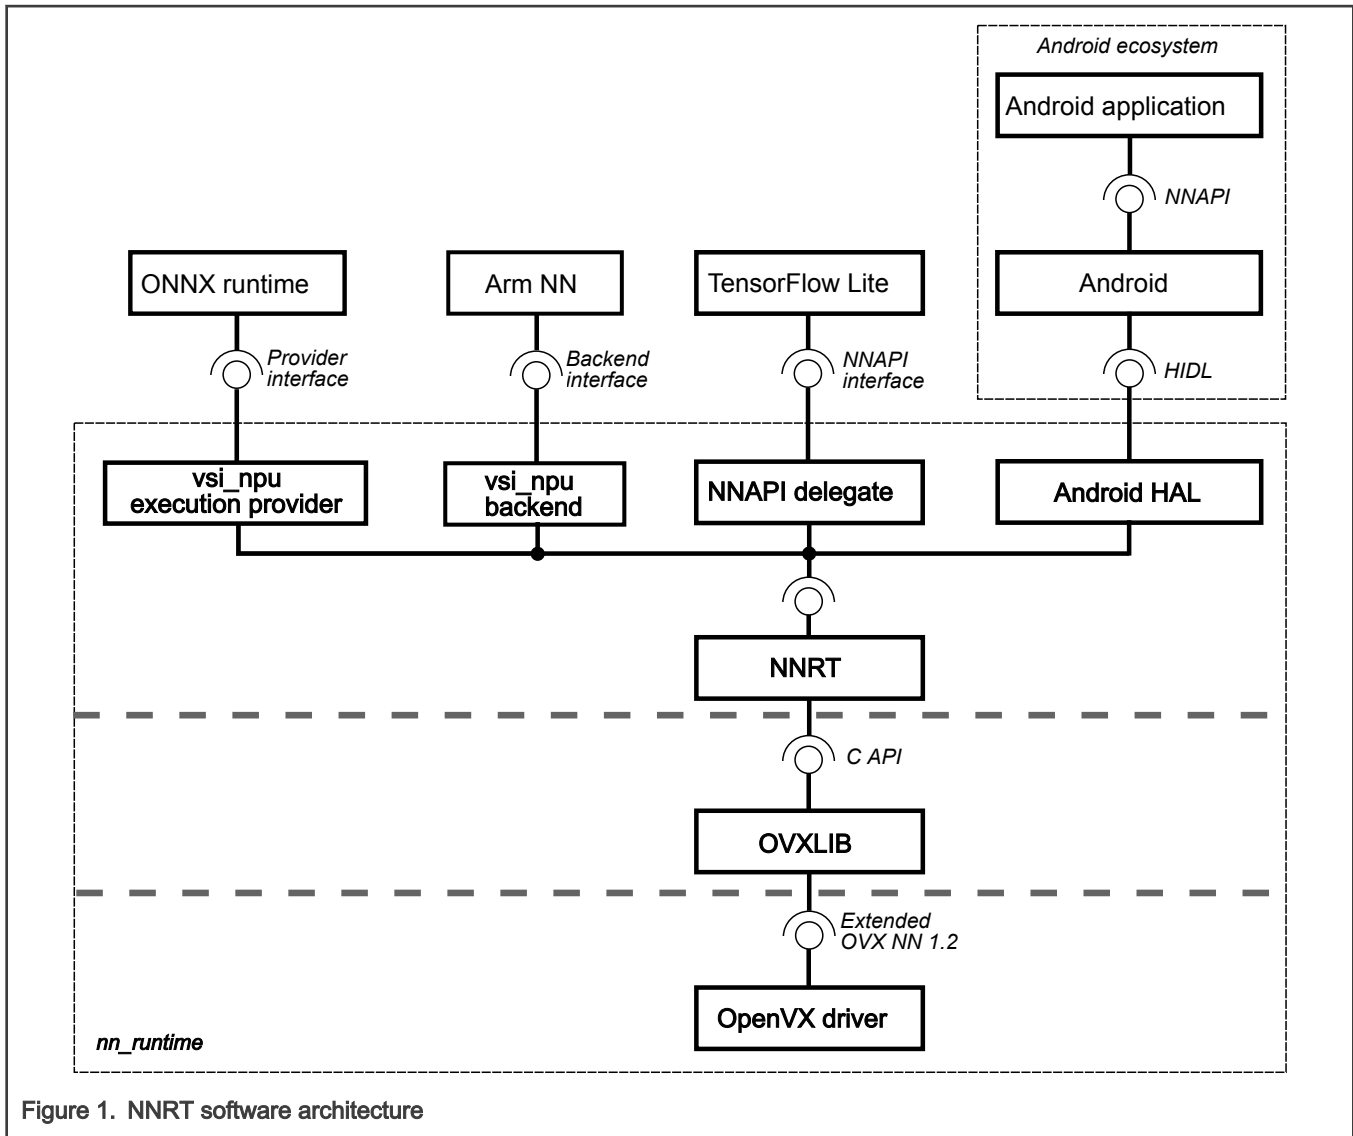 Android ecosystem
Android application
NNAPI
ONNX runtime
Arm NN
TensorFlow Lite
Android
Provider
interface
Backend
interface
NNAPI
interface
HIDL
vsi_npu
execution provider
vsi_npu
backend
NNAPI delegate
Android HAL
NNRT
C API
OVXLIB
Extended
OVX NN 1.2
OpenVX driver
nn_runtime
Figure 1. NNRT software architecture